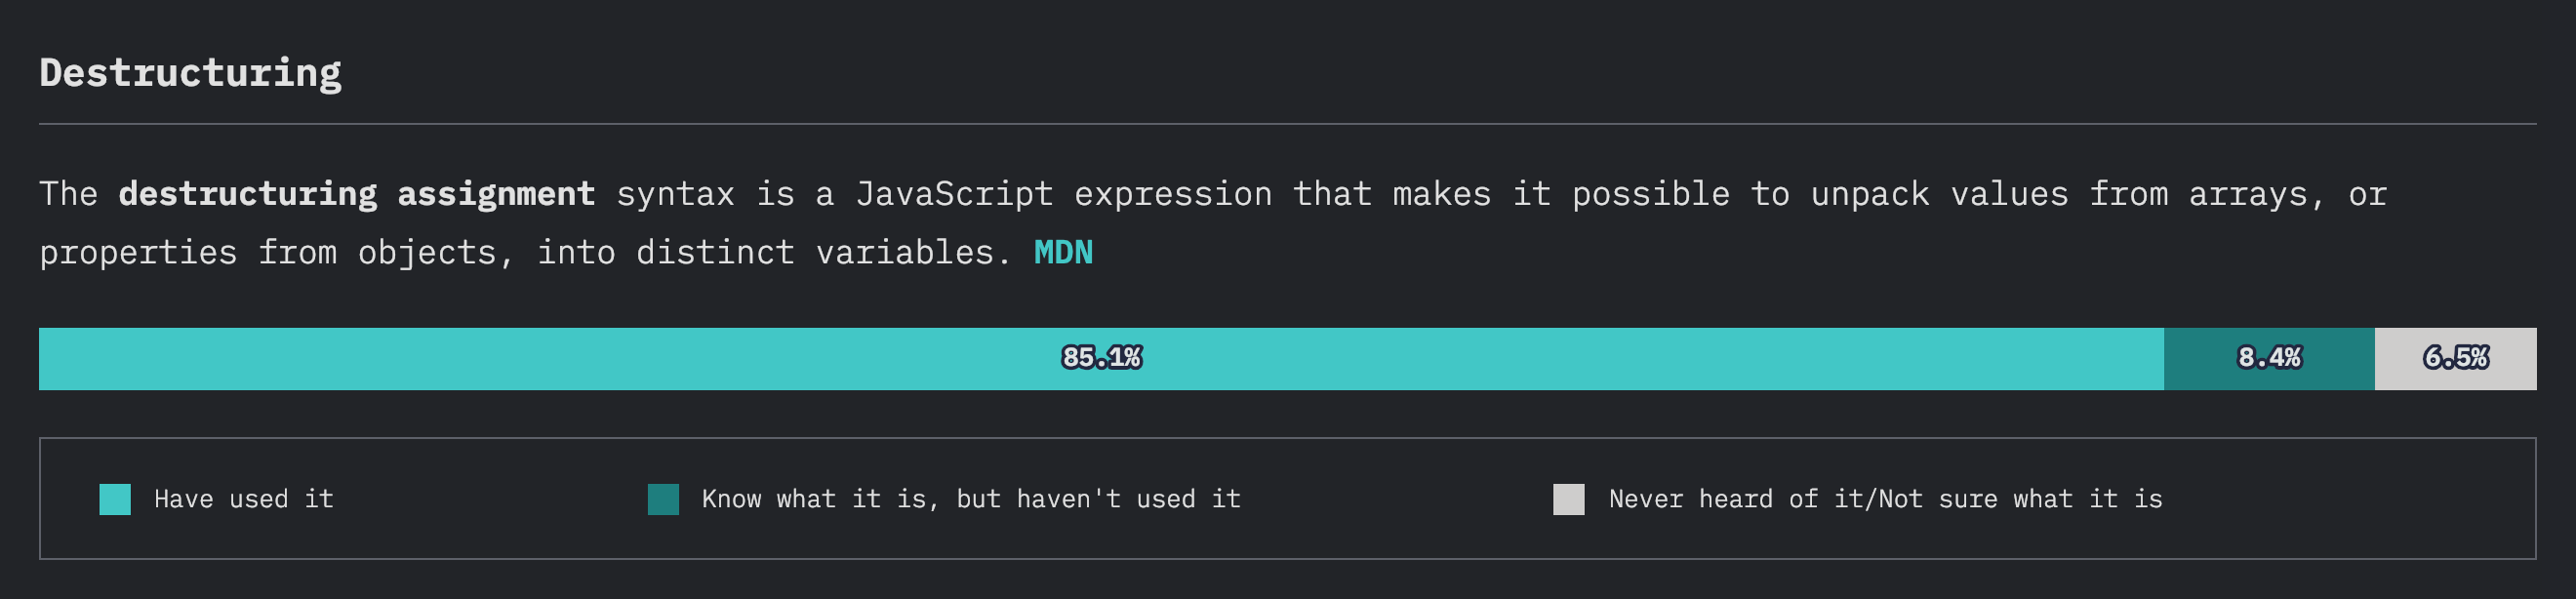 Destructuring
The destructuring assignment syntax is a JavaScript expression that makes it possible to unpack values from arrays, or
properties from objects, into distinct variables. MDN
85.1% 8.4% 6.5%
Have used it Know what it is, but haven't used it Never heard of it/Not sure what it is